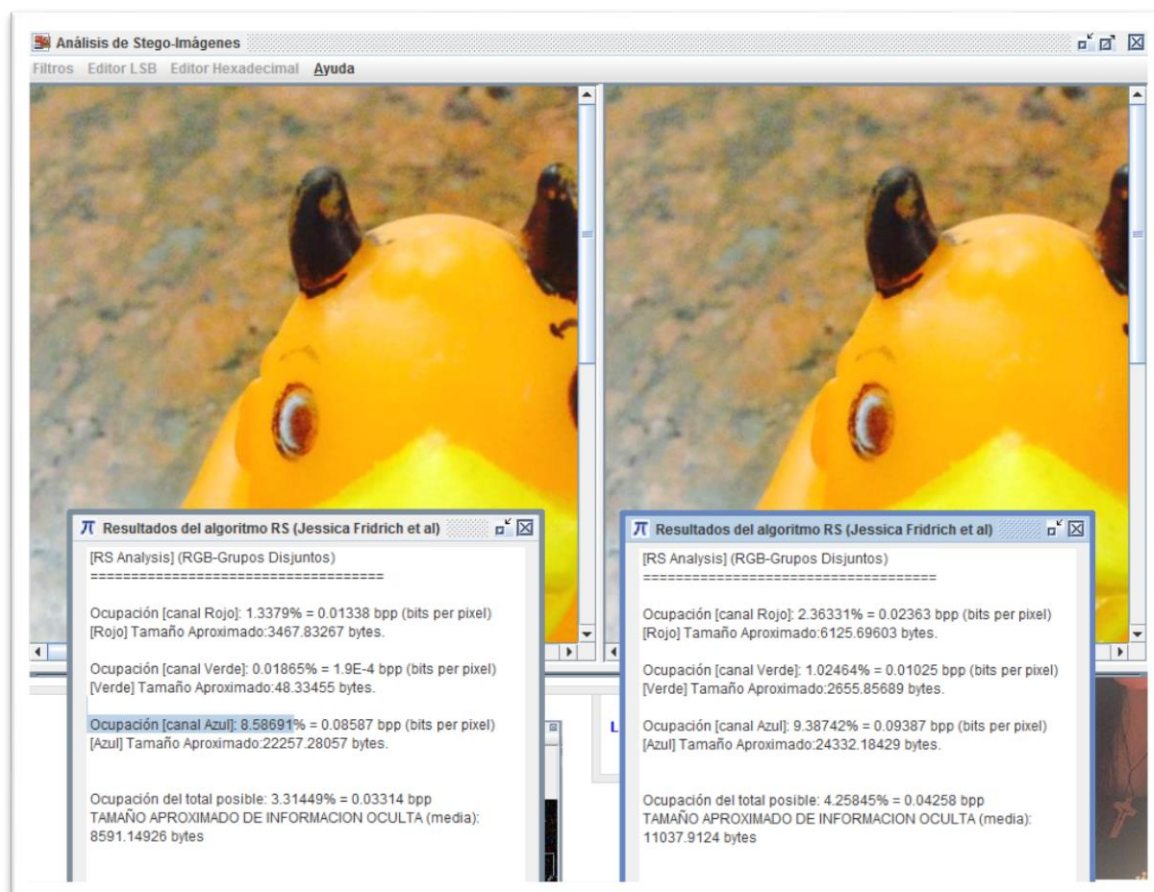 Análisis de Stego-Imágenes
Filtros Editor LSB Editor Hexadecimal Ayuda
π Resultados del algoritmo RS (Jessica Fridrich et al)
[RS Analysis] (RGB-Grupos Disjuntos)
====================================
Ocupación [canal Rojo]: 1.3379% = 0.01338 bpp (bits per pixel)
[Rojo] Tamaño Aproximado:3467.83267 bytes.
Ocupación [canal Verde]: 0.01865% = 1.9E-4 bpp (bits per pixel)
[Verde] Tamaño Aproximado:48.33455 bytes.
Ocupación [canal Azul]: 8.58691% = 0.08587 bpp (bits per pixel)
[Azul] Tamaño Aproximado:22257.28057 bytes.
Ocupación del total posible: 3.31449% = 0.03314 bpp
TAMAÑO APROXIMADO DE INFORMACION OCULTA (media):
8591.14926 bytes
L
π Resultados del algoritmo RS (Jessica Fridrich et al)
[RS Analysis] (RGB-Grupos Disjuntos)
====================================
Ocupación [canal Rojo]: 2.36331% = 0.02363 bpp (bits per pixel)
[Rojo] Tamaño Aproximado:6125.69603 bytes.
Ocupación [canal Verde]: 1.02464% = 0.01025 bpp (bits per pixel)
[Verde] Tamaño Aproximado:2655.85689 bytes.
Ocupación [canal Azul]: 9.38742% = 0.09387 bpp (bits per pixel)
[Azul] Tamaño Aproximado:24332.18429 bytes.
Ocupación del total posible: 4.25845% = 0.04258 bpp
TAMAÑO APROXIMADO DE INFORMACION OCULTA (media):
11037.9124 bytes